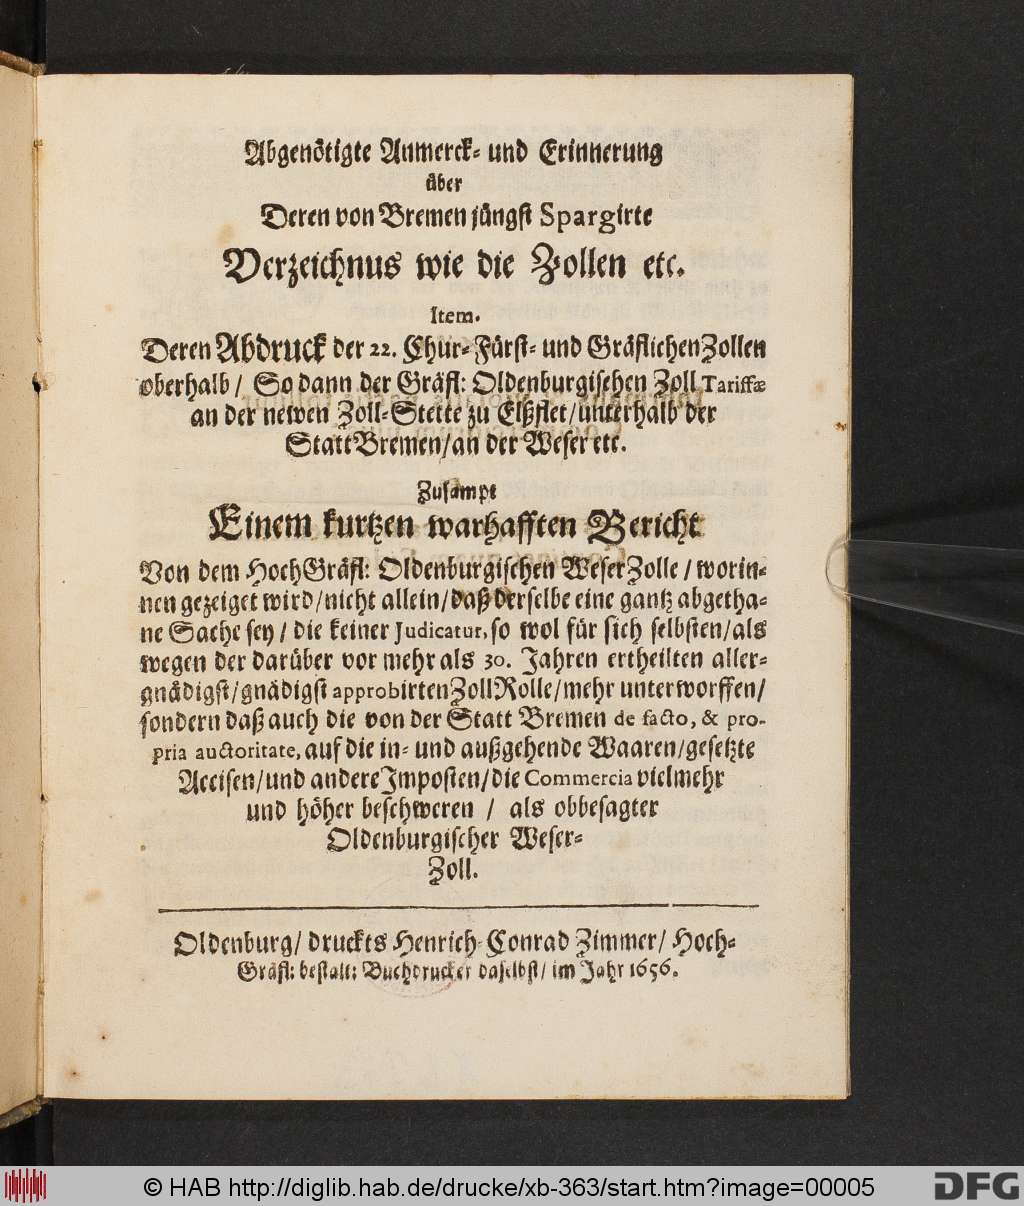 Abgenötigte Anmerck- und Erinnerung
über
Deren von Bremen jüngst Spargirte
Verzeichnus wie die Zollen etc.
Item.
Deren Abdruck der 22. Chur-Fürst- und Gräflichen Zollen
oberhalb / So dann der Gräfl: Oldenburgischen Zoll Tariffæ
an der newen Zoll-Stette zu Elßflet / unterhalb der
Statt Bremen / an der Weser etc.
Zusampt
Einem kurtzen warhafften Bericht
Von dem HochGräfl: Oldenburgischen WeserZolle / worin-
nen gezeiget wird / nicht allein / daß derselbe eine gantz abgetha-
ne Sache sey / die keiner Judicatur, so wol für sich selbsten / als
wegen der darüber vor mehr als 30. Jahren ertheilten aller-
gnädigst / gnädigst approbirten ZollRolle / mehr unterworffen /
sondern daß auch die von der Statt Bremen de facto, & pro-
pria auctoritate, auf die in- und außgehende Waaren / gesetzte
Accisen / und andere Imposten / die Commercia vielmehr
und höher beschweren / als obbesagter
Oldenburgischer Weser-
Zoll.
Oldenburg / druckts Henrich-Conrad Zimmer / Hoch-
Gräfl: bestalt: Buchdrucker daselbst / im Jahr 1656.
© HAB http://diglib.hab.de/drucke/xb-363/start.htm?image=00005
DFG